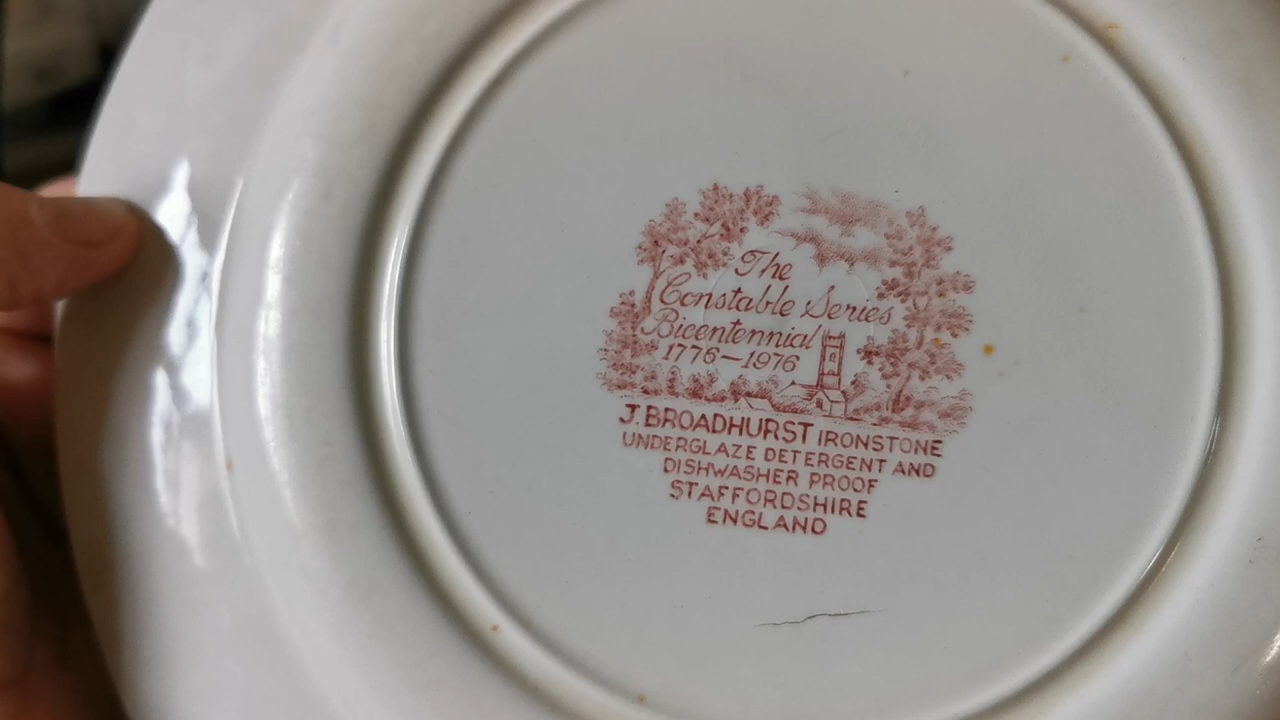 The
Constable Series
Bicentennial
1776-1976
J. BROADHURST IRONSTONE
UNDERGLAZE DETERGENT AND
DISHWASHER PROOF
STAFFORDSHIRE
ENGLAND